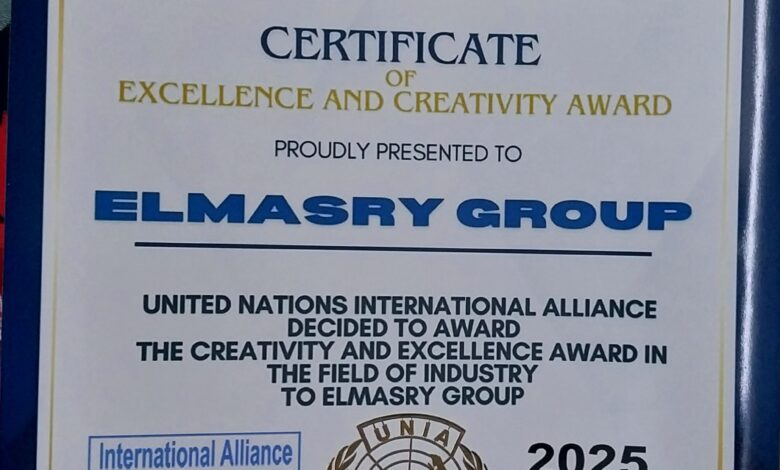 CERTIFICATE
OF
EXCELLENCE AND CREATIVITY AWARD
PROUDLY PRESENTED TO
ELMASRY GROUP
UNITED NATIONS INTERNATIONAL ALLIANCE
DECIDED TO AWARD
THE CREATIVITY AND EXCELLENCE AWARD IN
THE FIELD OF INDUSTRY
TO ELMASRY GROUP
International Alliance
UNIA
2025